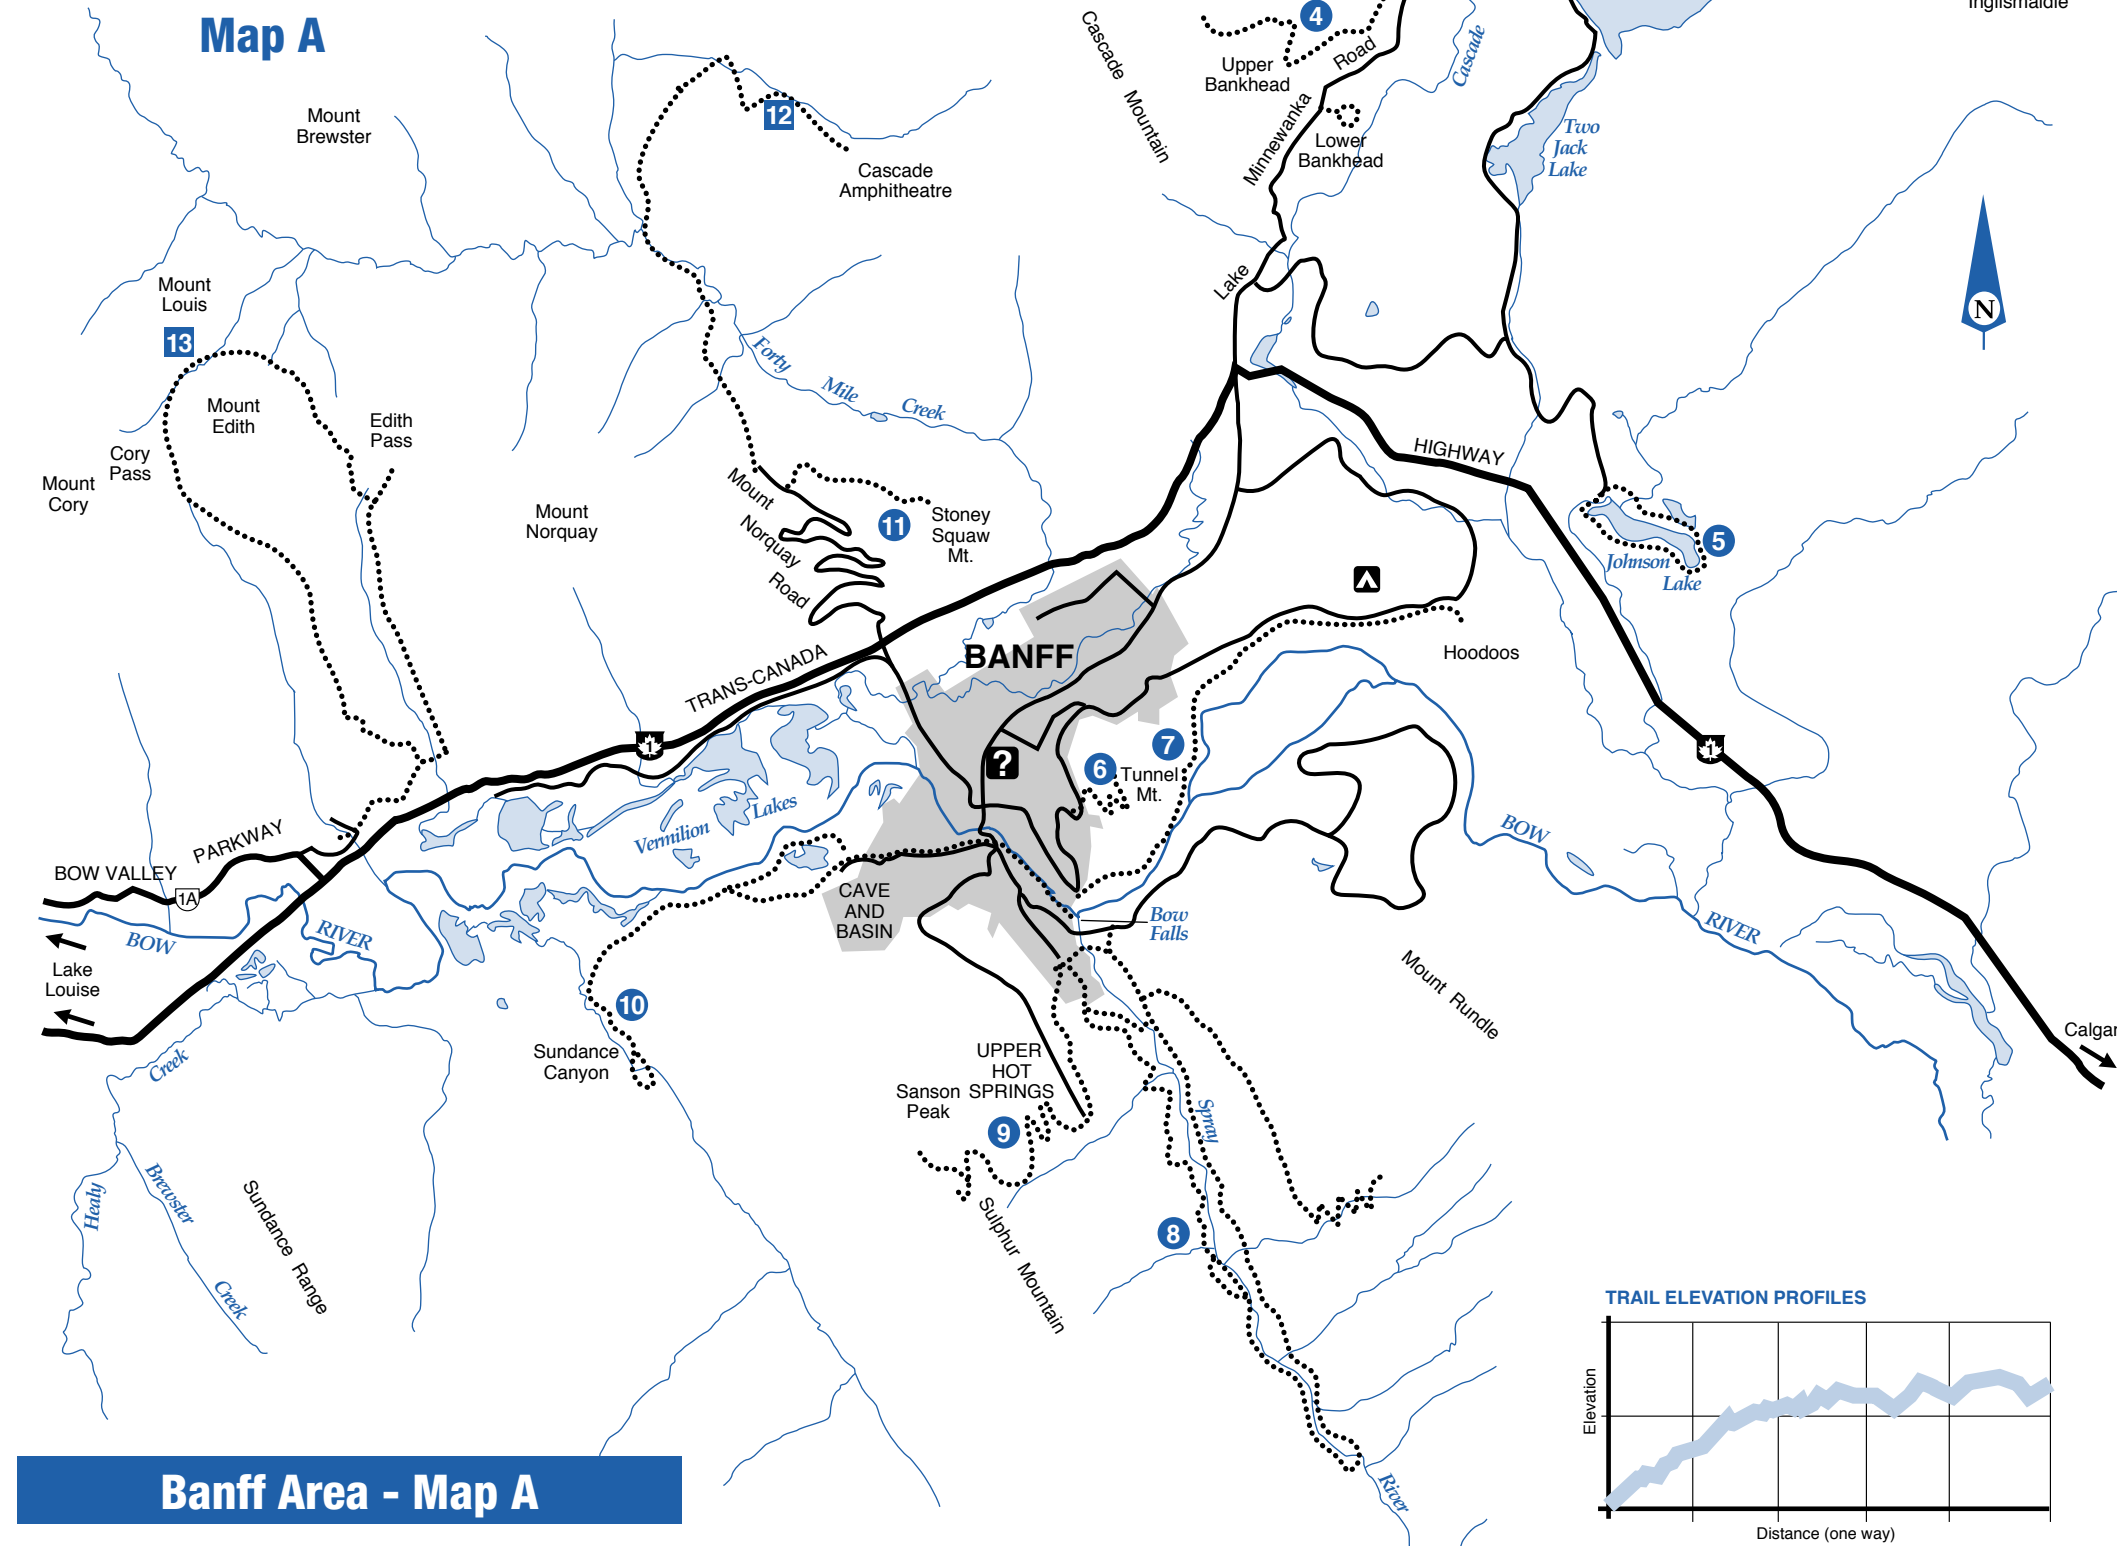 Map A
Mount
Brewster
12
Cascade
Amphitheatre
Cascade Mountain
4
Upper
Bankhead
Lake Minnewanka Road
Lower
Bankhead
Cascade
Two
Jack
Lake
N
Mount
Louis
13
Mount
Edith
Edith
Pass
Cory
Pass
Mount
Cory
Mount
Norquay
Forty Mile Creek
Mount
Norquay
Road
11
Stoney
Squaw
Mt.
HIGHWAY
5
Johnson
Lake
BANFF
TRANS-CANADA
1
Hoodoos
?
6
7
Tunnel
Mt.
1
Vermilion Lakes
BOW VALLEY PARKWAY
1A
BOW RIVER
BOW RIVER
CAVE
AND
BASIN
Bow
Falls
Lake
Louise
10
Sundance
Canyon
Mount Rundle
Calgar
UPPER
HOT
SPRINGS
Sanson
Peak
9
Sulphur Mountain
8
Spray
River
Creek
Healy
Brewster
Creek
Sundance Range
TRAIL ELEVATION PROFILES
Elevation
Distance (one way)
Banff Area - Map A